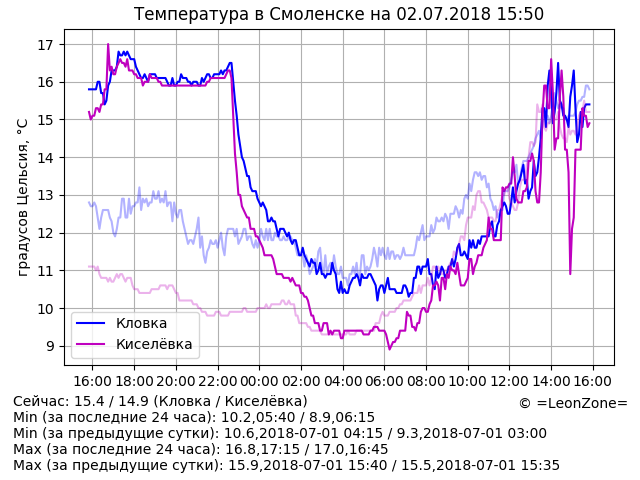 Температура в Смоленске на 02.07.2018 15:50
17
16
15
14
13
12
11
10
9
градусов Цельсия, °C
Кловка
Киселёвка
16:00 18:00 20:00 22:00 00:00 02:00 04:00 06:00 08:00 10:00 12:00 14:00 16:00
Сейчас: 15.4 / 14.9 (Кловка / Киселёвка)
© =LeonZone=
Min (за последние 24 часа): 10.2,05:40 / 8.9,06:15
Min (за предыдущие сутки): 10.6,2018-07-01 04:15 / 9.3,2018-07-01 03:00
Max (за последние 24 часа): 16.8,17:15 / 17.0,16:45
Max (за предыдущие сутки): 15.9,2018-07-01 15:40 / 15.5,2018-07-01 15:35